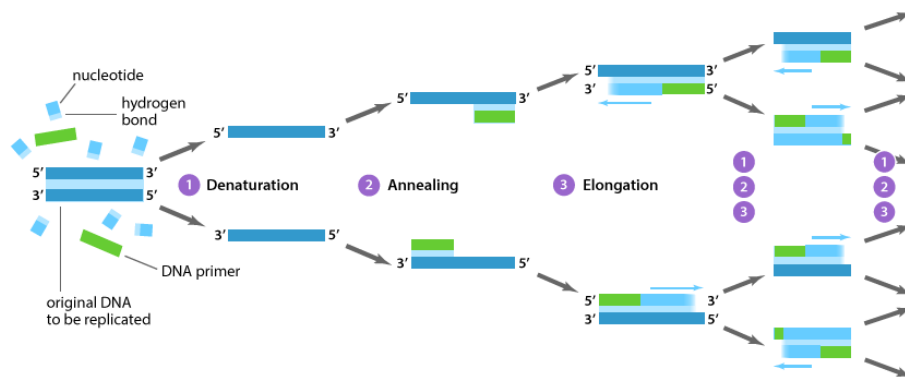 nucleotide
hydrogen
bond
5′ 3′
3′ 5′
DNA primer
original DNA
to be replicated
5′ 3′
1 Denaturation
3′ 5′
5′ 3′
2 Annealing
3′ 5′
5′ 3′
3′ 5′
3 Elongation
5′ 3′
3′ 5′
1
2
3
1
2
3